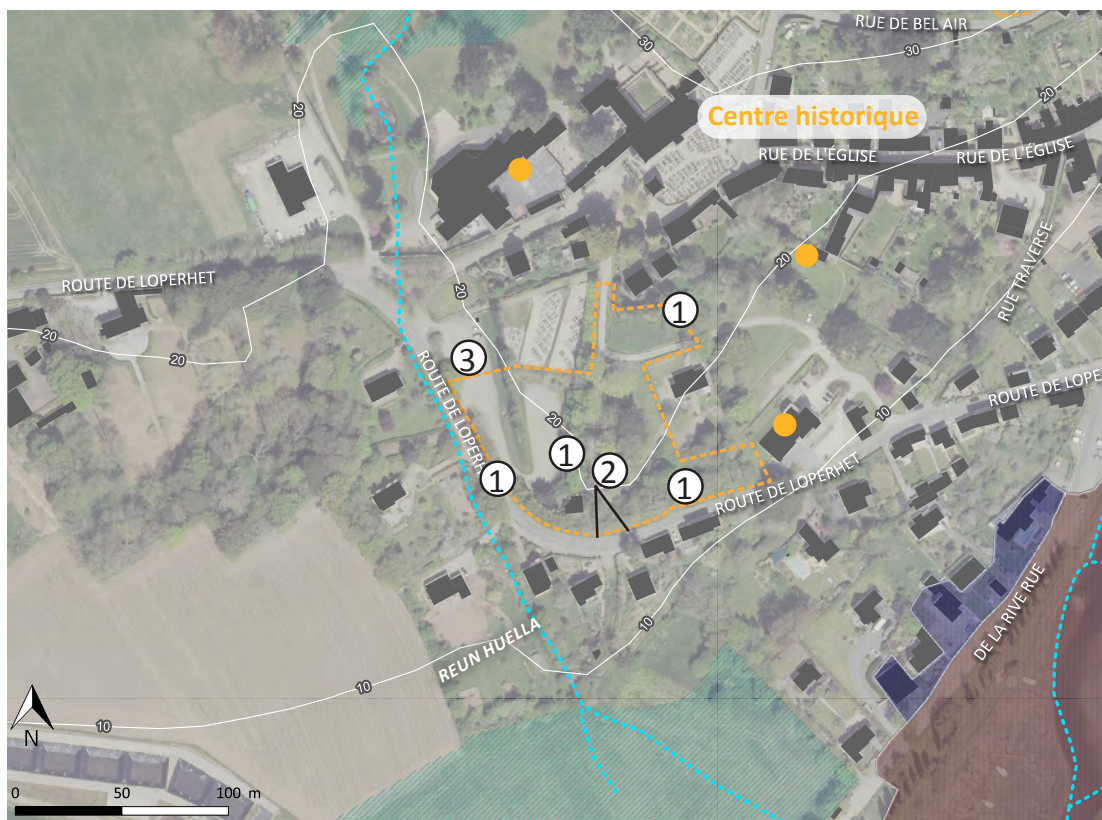 RUE DE BEL AIR
30
30
20
Centre historique
20
RUE DE L'ÉGLISE
RUE DE L'ÉGLISE
RUE TRAVERSE
20
ROUTE DE LOPERHET
20
1
20
20
3
ROUTE DE LOPERH
ROUTE DE LOPE
20
10
1
2
1
1
ROUTE DE LOPERHET
DE LA RIVE RUE
10
REUN HUELLA
10
10
N
0 50 100 m